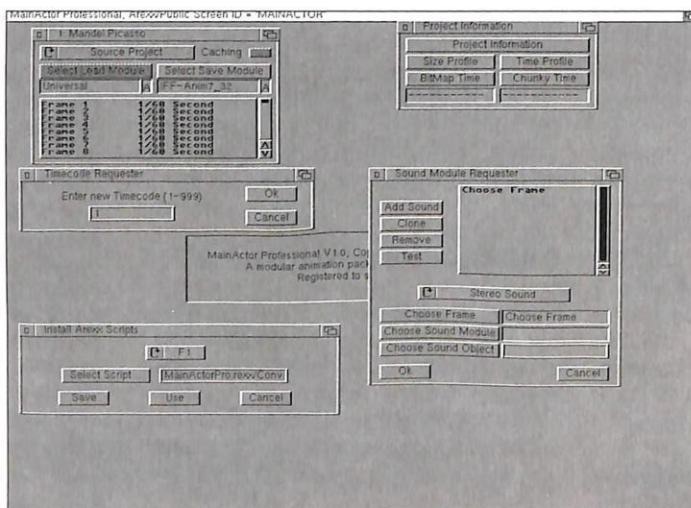 MainActor Professional, Arexx/Public Screen ID = "MAINACTOR"
1: Mandel.Picasto
Source Project
Caching
Select Load Module
Select Save Module
Universal
A
IFF-Anim7_32
A
Frame 1 1/60 Second
Frame 2 1/60 Second
Frame 3 1/60 Second
Frame 4 1/60 Second
Frame 5 1/60 Second
Frame 6 1/60 Second
Frame 7 1/60 Second
Frame 8 1/60 Second
Project Information
Project Information
Size Profile
Time Profile
BitMap Time
Chunky Time
-----------
-----------
Timecode Requester
Enter new Timecode (1-999)
1
Ok
Cancel
MainActor Professional V1.0, Cop
A modular animation pack
Registered to s
Sound Module Requester
Choose Frame
Add Sound
Clone
Remove
Test
Stereo Sound
Choose Frame
Choose Frame
Choose Sound Module
Choose Sound Object
Ok
Cancel
Install Arexx Scripts
F1
Select Script
MainActorPro:rexx/Conv
Save
Use
Cancel